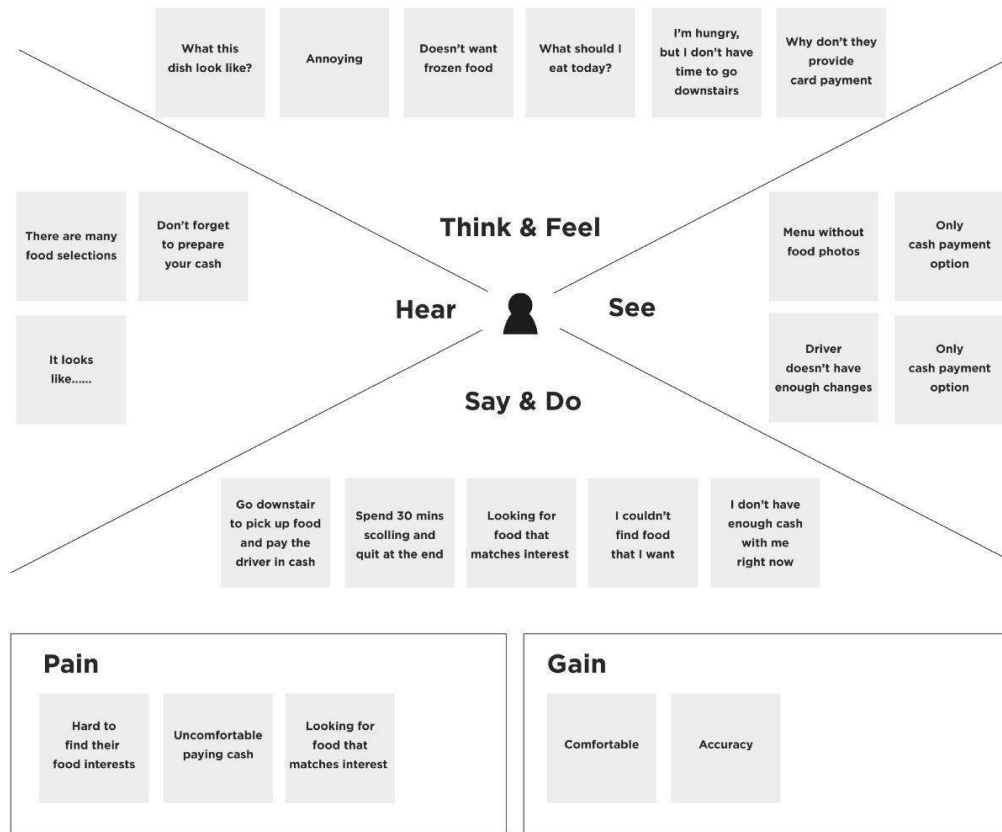 What this
dish look like?
Annoying
Doesn't want
frozen food
What should I
eat today?
I'm hungry,
but I don't have
time to go
downstairs
Why don't they
provide
card payment
Think & Feel
There are many
food selections
Don't forget
to prepare
your cash
It looks
like......
Hear
See
Menu without
food photos
Only
cash payment
option
Driver
doesn't have
enough changes
Only
cash payment
option
Say & Do
Go downstair
to pick up food
and pay the
driver in cash
Spend 30 mins
scolling and
quit at the end
Looking for
food that
matches interest
I couldn't
find food
that I want
I don't have
enough cash
with me
right now
Pain
Hard to
find their
food interests
Uncomfortable
paying cash
Looking for
food that
matches interest
Gain
Comfortable
Accuracy